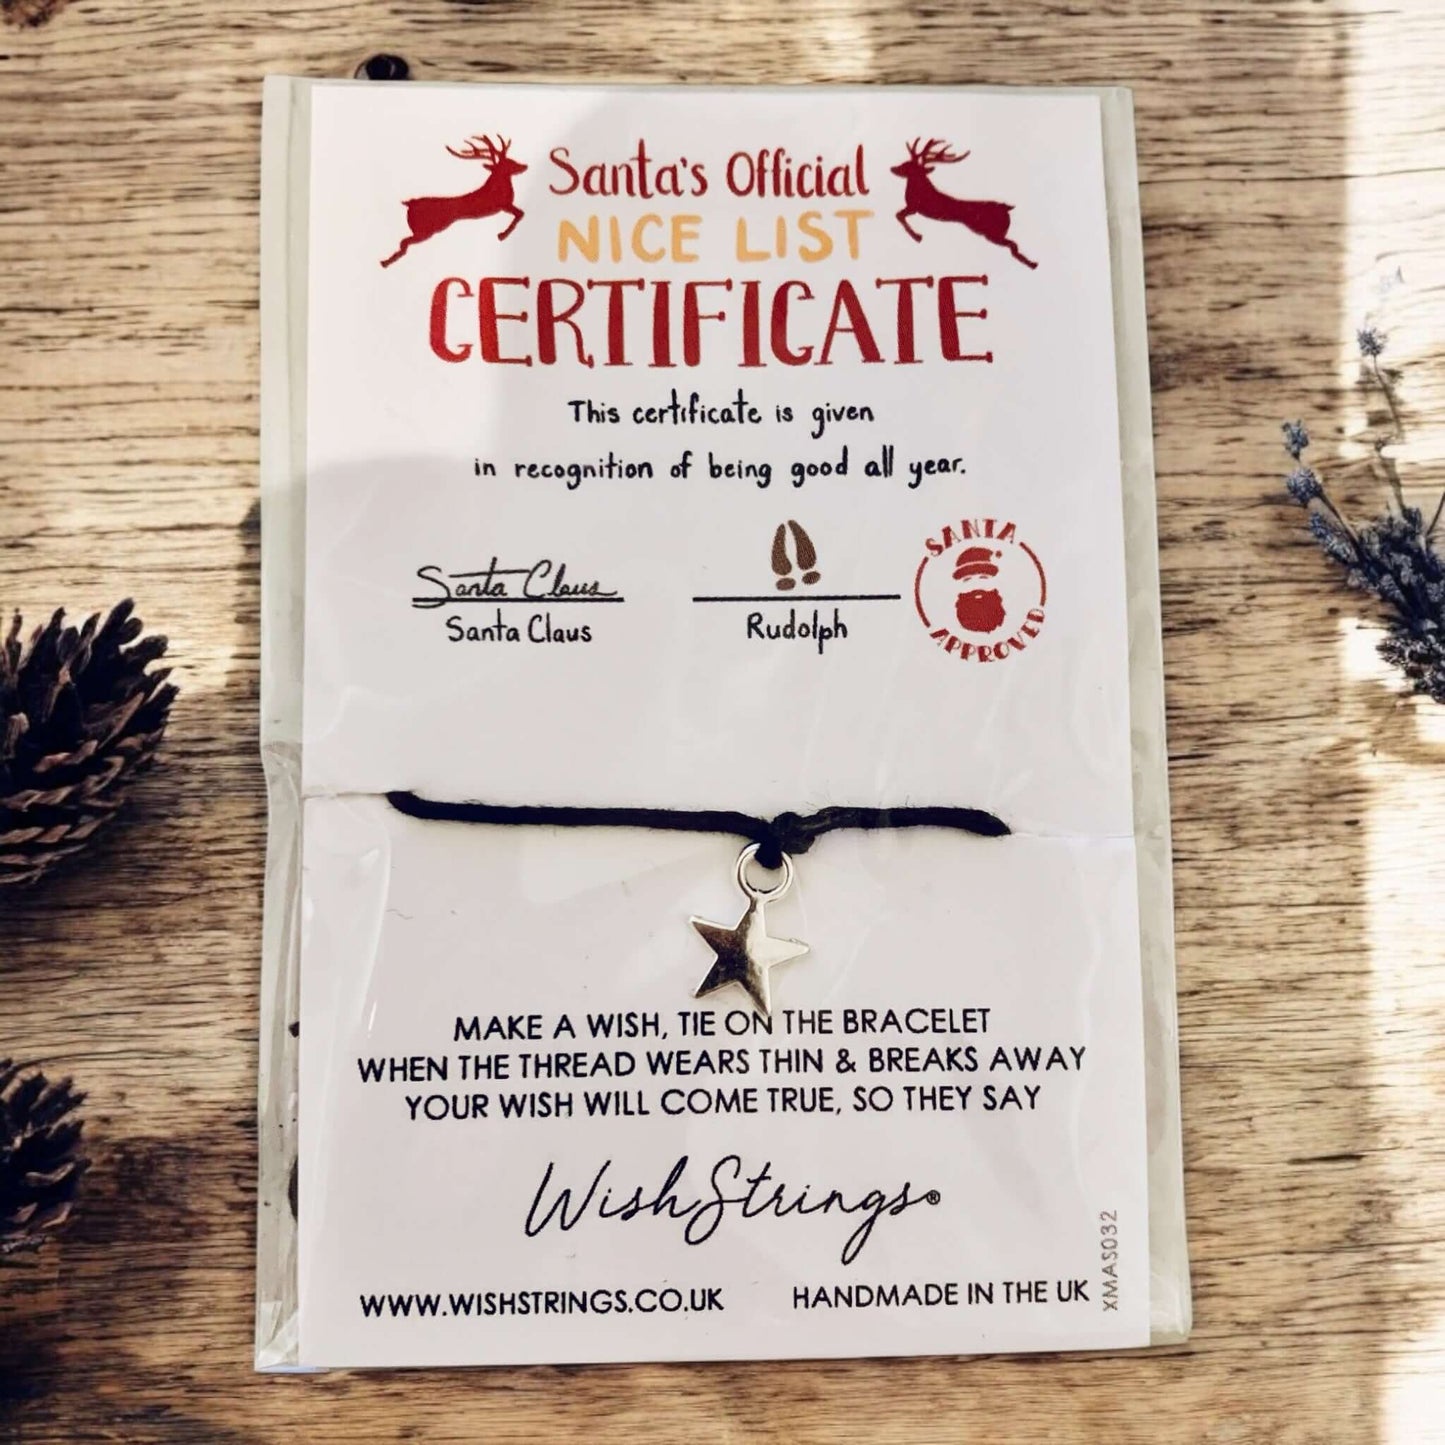 Santa's Official
NICE LIST
CERTIFICATE
This certificate is given
in recognition of being good all year.
Santa Claus
Santa Claus
Rudolph
SANTA
APPROVED
MAKE A WISH, TIE ON THE BRACELET
WHEN THE THREAD WEARS THIN & BREAKS AWAY
YOUR WISH WILL COME TRUE, SO THEY SAY
WishStrings®
WWW.WISHSTRINGS.CO.UK
HANDMADE IN THE UK
XMAS032